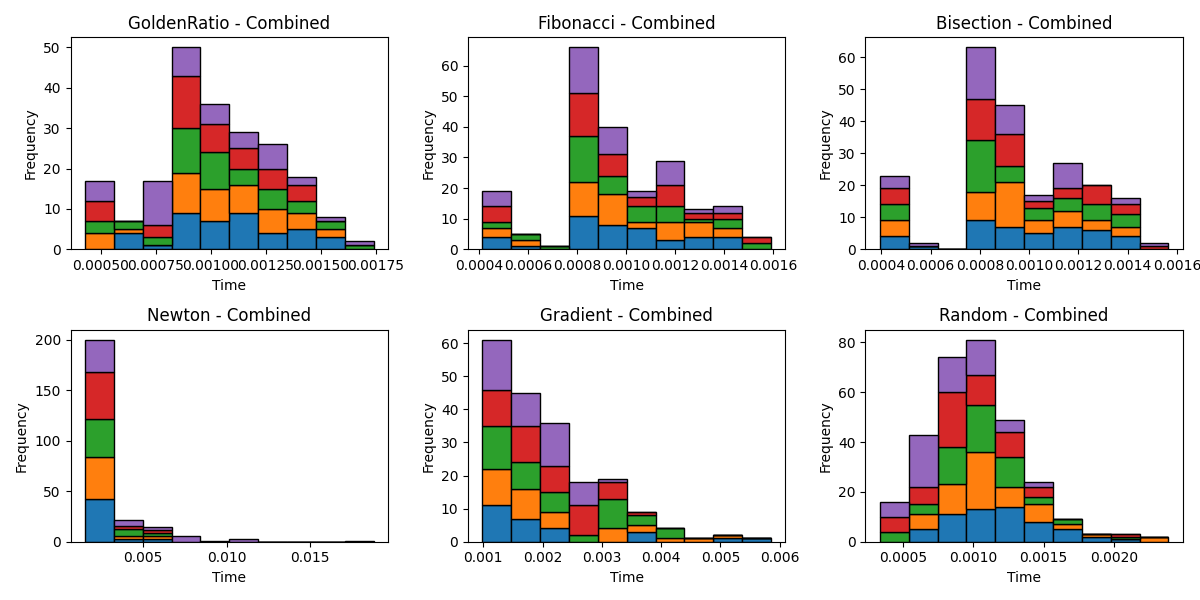 GoldenRatio - Combined
Frequency
50
40
30
20
10
0
0.00050 0.00075 0.00100 0.00125 0.00150 0.00175
Time
Fibonacci - Combined
Frequency
60
50
40
30
20
10
0
0.0004 0.0006 0.0008 0.0010 0.0012 0.0014 0.0016
Time
Bisection - Combined
Frequency
60
50
40
30
20
10
0
0.0004 0.0006 0.0008 0.0010 0.0012 0.0014 0.0016
Time
Newton - Combined
Frequency
200
150
100
50
0
0.005 0.010 0.015
Time
Gradient - Combined
Frequency
60
50
40
30
20
10
0
0.001 0.002 0.003 0.004 0.005 0.006
Time
Random - Combined
Frequency
80
60
40
20
0
0.0005 0.0010 0.0015 0.0020
Time